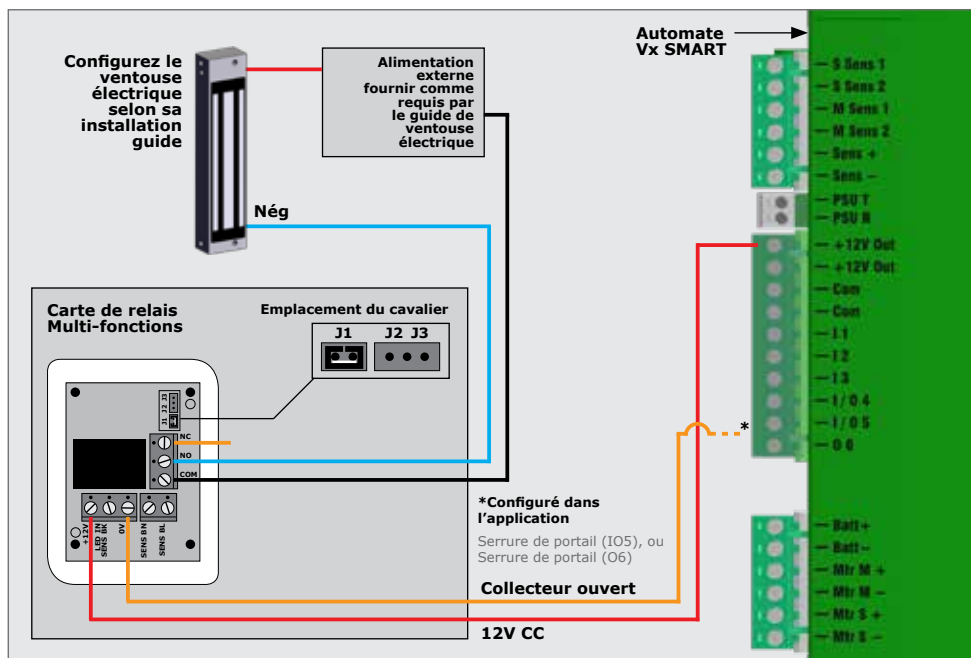 Configurez le
ventouse
électrique
selon sa
installation
guide
Alimentation
externe
fournir comme
requis par
le guide de
ventouse
électrique
Automate
Vx SMART
S Sens 1
S Sens 2
M Sens 1
M Sens 2
Sens +
Sens –
PSU T
PSU R
+12V Out
+12V Out
Com
Com
I 1
I 2
I 3
I / O 4
I / O 5
O 6
Batt+
Batt–
Mtr M +
Mtr M –
Mtr S +
Mtr S –
Nég
Carte de relais
Multi-fonctions
Emplacement du cavalier
J1 J2 J3
J1 J2 J3
NC
NO
COM
+12V
LED IN
SENS BK
0V
SENS BN
SENS BL
*
*Configuré dans
l’application
Serrure de portail (IO5), ou
Serrure de portail (O6)
Collecteur ouvert
12V CC